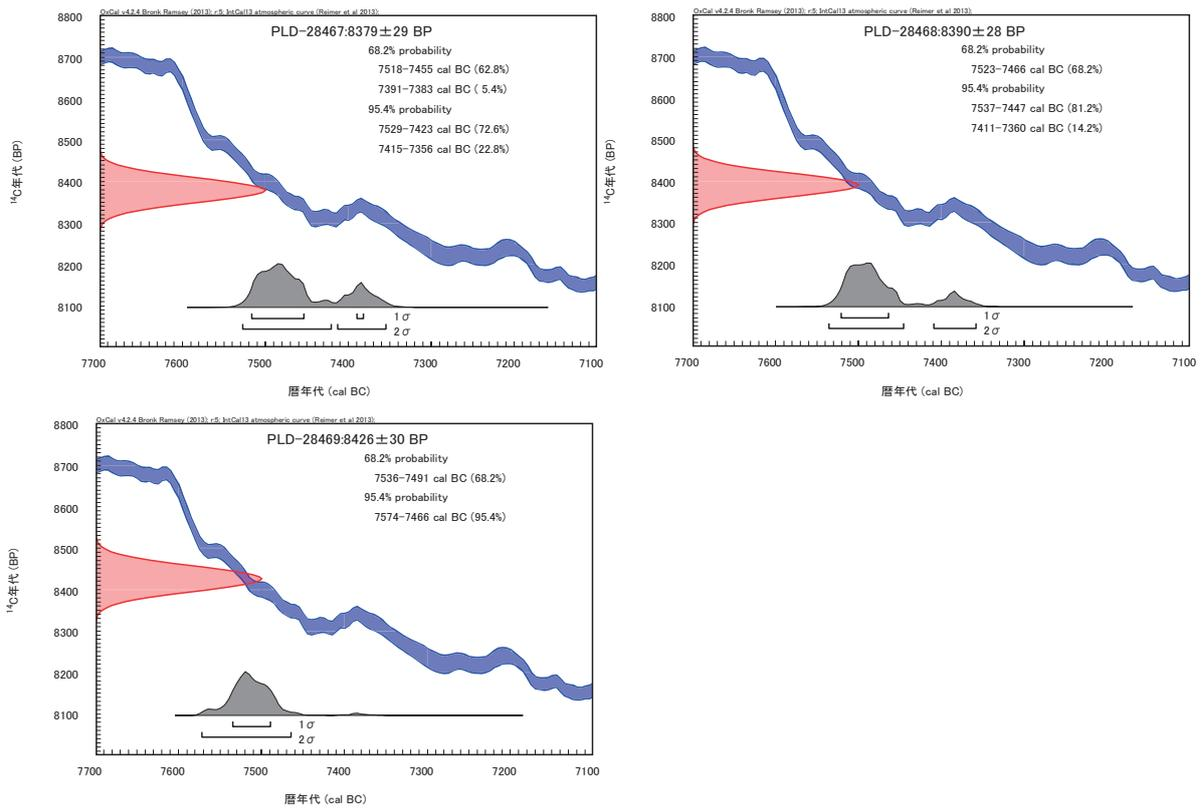 OxCal v4.2.4 Bronk Ramsey (2013); r:5; IntCal13 atmospheric curve (Reimer et al 2013);
PLD-28467:8379±29 BP
68.2% probability
7518-7455 cal BC (62.8%)
7391-7383 cal BC ( 5.4%)
95.4% probability
7529-7423 cal BC (72.6%)
7415-7356 cal BC (22.8%)
8800
8700
8600
8500
8400
8300
8200
8100
¹⁴C年代 (BP)
1σ
2σ
7700 7600 7500 7400 7300 7200 7100
暦年代 (cal BC)
OxCal v4.2.4 Bronk Ramsey (2013); r:5; IntCal13 atmospheric curve (Reimer et al 2013);
PLD-28468:8390±28 BP
68.2% probability
7523-7466 cal BC (68.2%)
95.4% probability
7537-7447 cal BC (81.2%)
7411-7360 cal BC (14.2%)
8800
8700
8600
8500
8400
8300
8200
8100
¹⁴C年代 (BP)
1σ
2σ
7700 7600 7500 7400 7300 7200 7100
暦年代 (cal BC)
OxCal v4.2.4 Bronk Ramsey (2013); r:5; IntCal13 atmospheric curve (Reimer et al 2013);
PLD-28469:8426±30 BP
68.2% probability
7536-7491 cal BC (68.2%)
95.4% probability
7574-7466 cal BC (95.4%)
8800
8700
8600
8500
8400
8300
8200
8100
¹⁴C年代 (BP)
1σ
2σ
7700 7600 7500 7400 7300 7200 7100
暦年代 (cal BC)